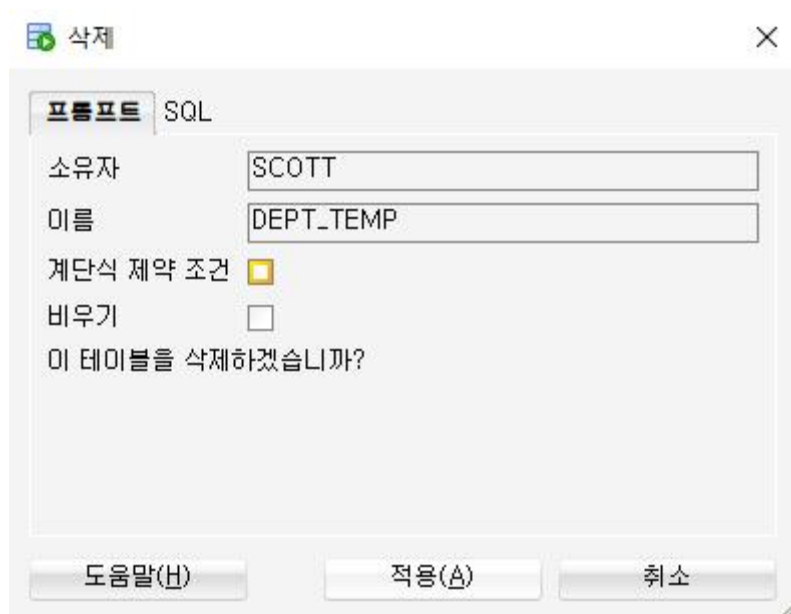 삭제
프롬프트 SQL
소유자 SCOTT
이름 DEPT_TEMP
계단식 제약 조건
비우기
이 테이블을 삭제하겠습니까?
도움말(H) 적용(A) 취소